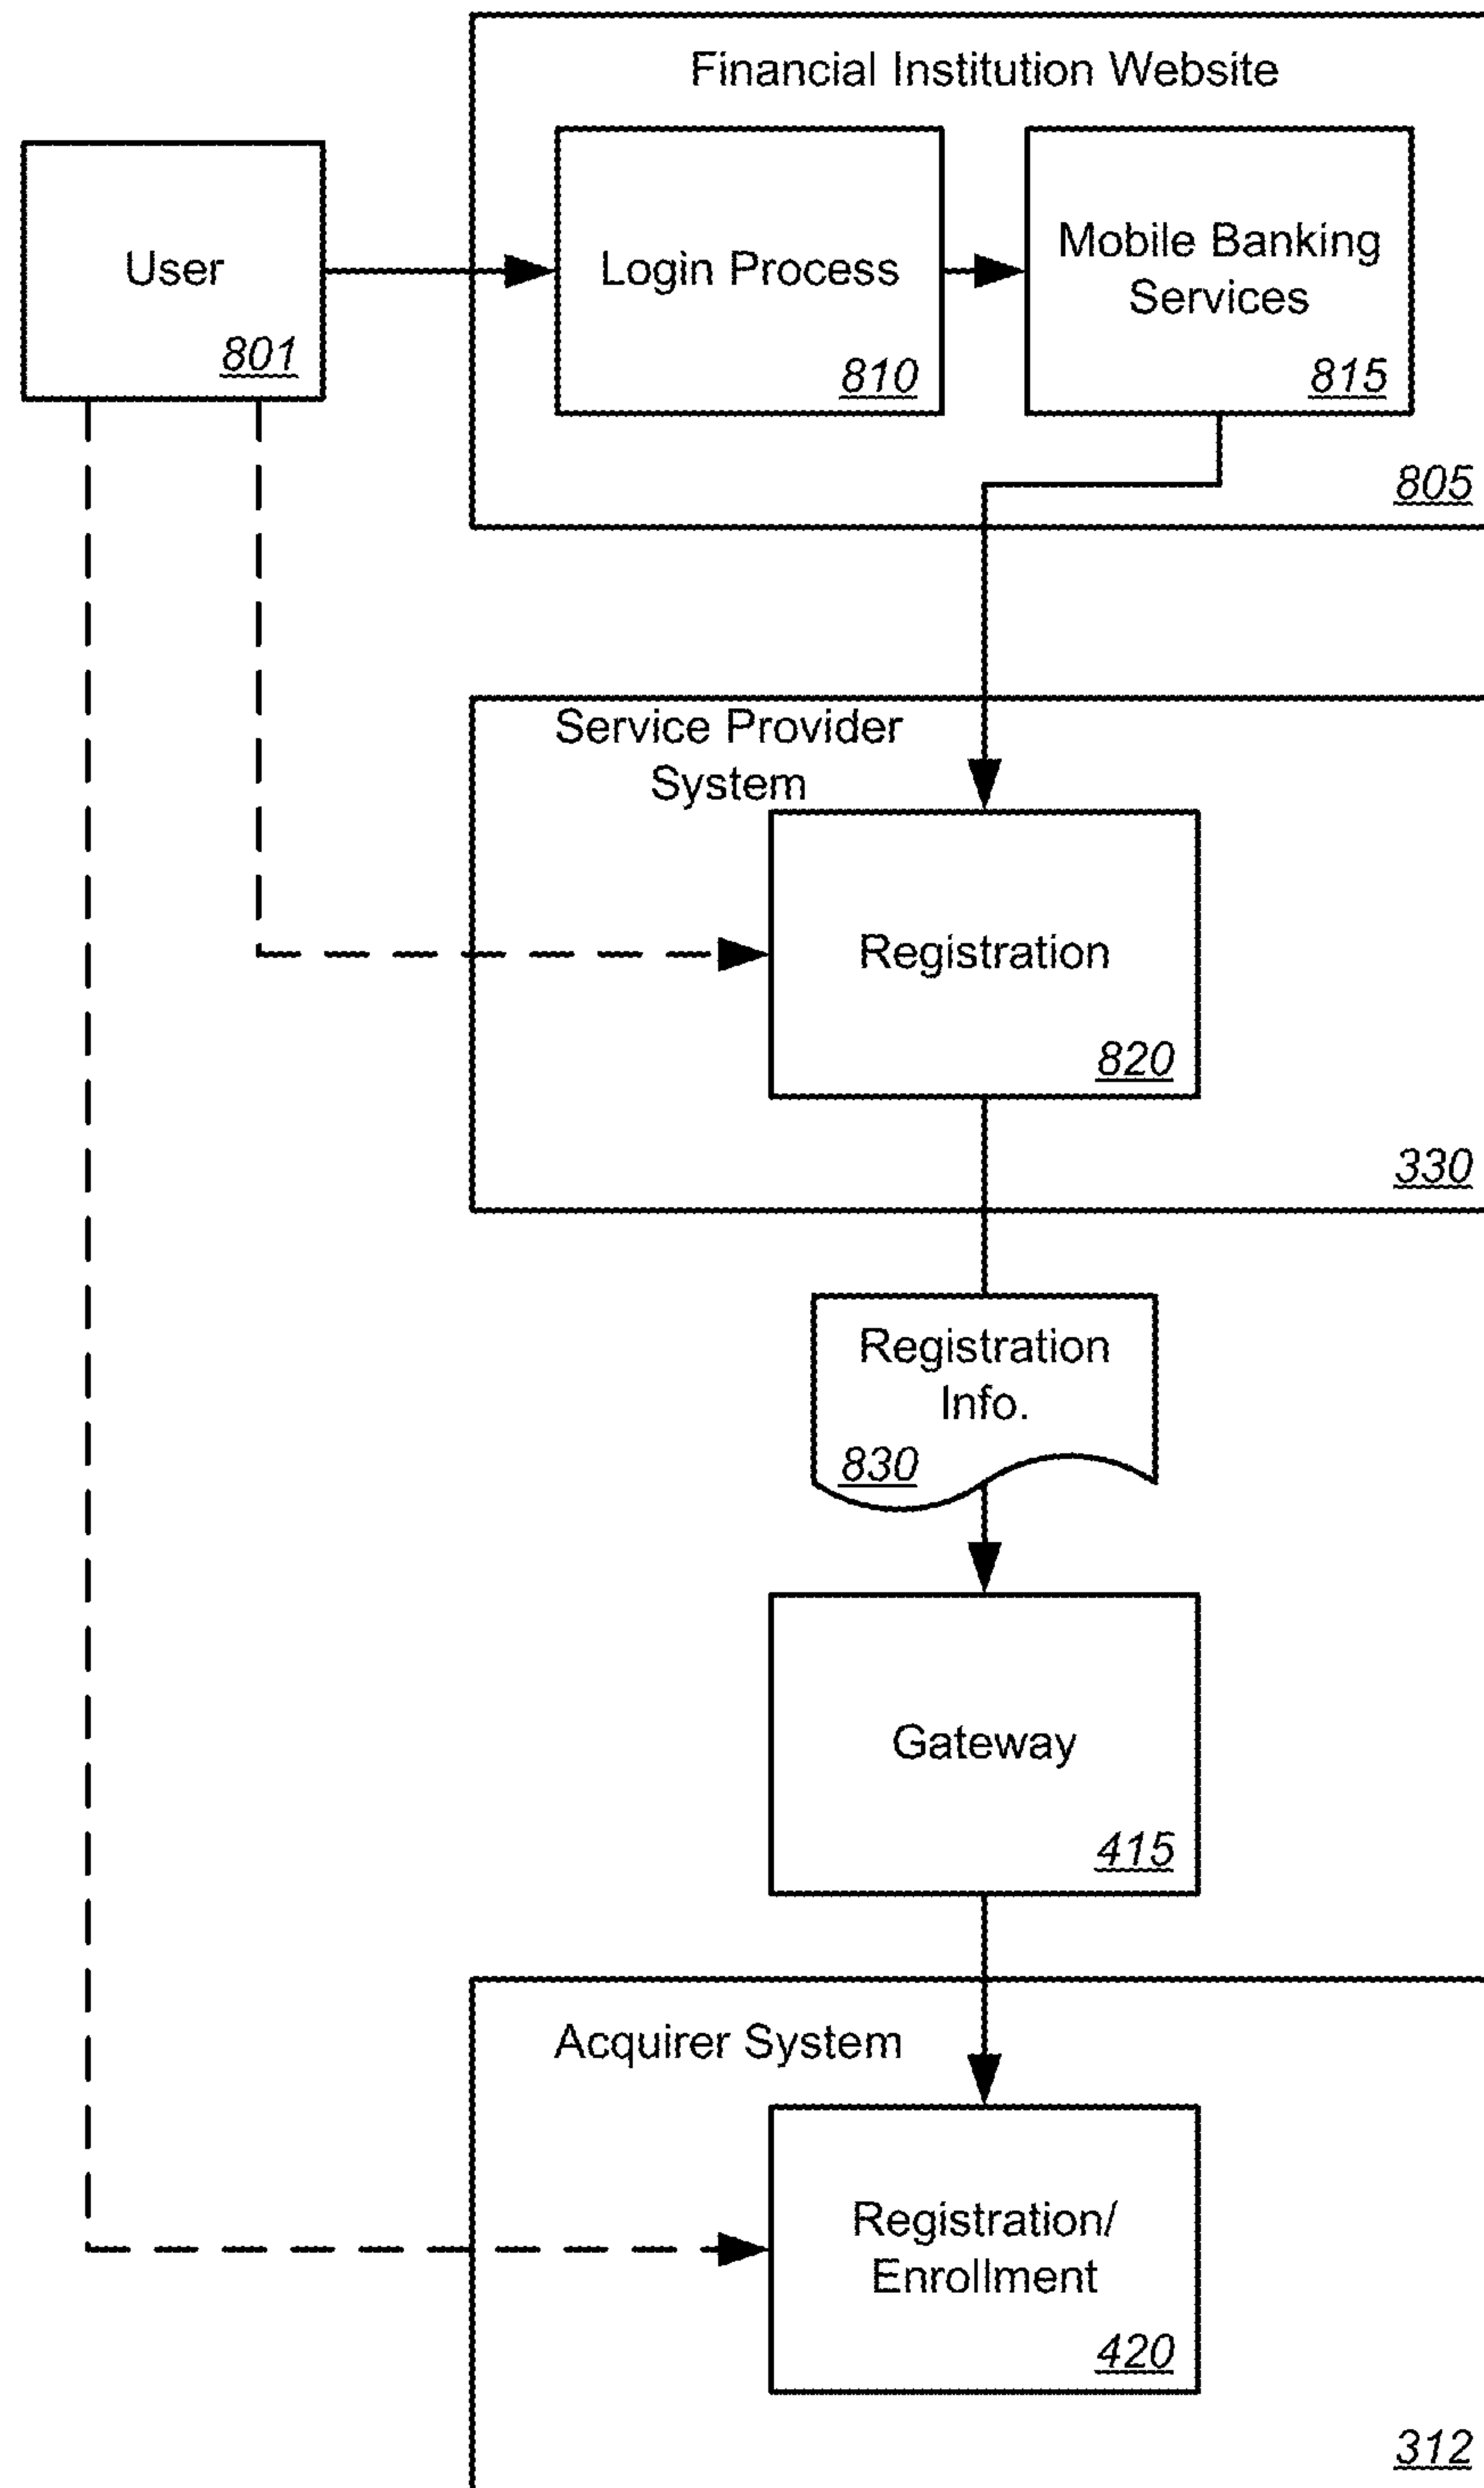 Financial Institution Website
User
801
Login Process
810
Mobile Banking
Services
815
805
Service Provider
System
Registration
820
330
Registration
Info.
830
Gateway
415
Acquirer System
Registration/
Enrollment
420
312